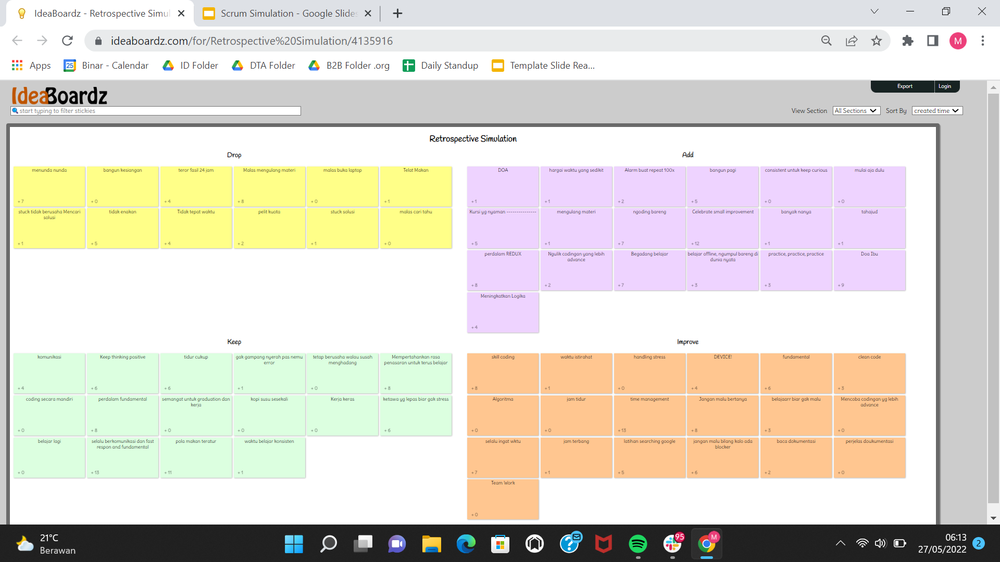 IdeaBoardz - Retrospective Simul
Scrum Simulation - Google Slides
ideaboardz.com/for/Retrospective%20Simulation/4135916
M
Apps
25
Binar - Calendar
ID Folder
DTA Folder
B2B Folder .org
Daily Standup
Template Slide Rea...
IdeaBoardz
Export
Login
start typing to filter stickies
View Section
All Sections
Sort By
created time
Retrospective Simulation
Drop
menunda nunda
+7
bangun kesiangan
+0
teror fasil 24 jam
+4
Malas mengulang materi
+8
malas buka laptop
+0
Telat Makan
+1
stuck tidak berusaha Mencari
solusi
+1
tidak enakan
+5
Tidak tepat waktu
+4
pelit kuota
+2
stuck solusi
+1
malas cari tahu
+0
Add
DOA
+1
hargai waktu yang sedikit
+1
Alarm buat repeat 100x
+2
bangun pagi
+5
consistent untuk keep curious
+0
mulai aja dulu
+0
Kursi yg nyaman ---------------
+5
mengulang materi
+1
ngoding bareng
+7
Celebrate small improvement
+12
banyak nanya
+1
tahajud
+1
perdalam REDUX
+8
Ngulik codingan yang lebih
advance
+2
Begadang belajar
+7
belajar offline, ngumpul bareng di
dunia nyata
+3
practice, practice, practice
+3
Doa Ibu
+9
Meningkatkan Logika
+4
Keep
komunikasi
+4
Keep thinking positive
+6
tidur cukup
+6
gak gampang nyerah pas nemu
error
+1
tetap berusaha walau susah
menghadang
+0
Mempertahankan rasa
penasaran untuk terus belajar
+8
coding secara mandiri
+0
perdalam fundamental
+8
semangat untuk graduation dan
kerja
+0
kopi susu sesekali
+0
Kerja keras
+0
ketawa yg lepas biar gak stress
+6
belajar lagi
+0
selalu berkomunikasi dan fast
respon and fundamental
+13
pola makan teratur
+11
waktu belajar konsisten
+1
Improve
skill coding
+8
waktu istirahat
+1
handling stress
+0
DEVICE!
+4
fundamental
+6
clean code
+3
Algoritma
+0
jam tidur
+0
time management
+13
Jangan malu bertanya
+8
belajaarr biar gak malu
+3
Mencoba codingan yg lebih
advance
+0
selalu ingat wktu
+7
jam terbang
+1
latihan searching google
+5
jangan malu bilang kalo ada
blocker
+6
baca dokumentasi
+2
perjelas doukumentasi
+0
Team Work
+0
21°C
Berawan
95
M
06:13
27/05/2022
2